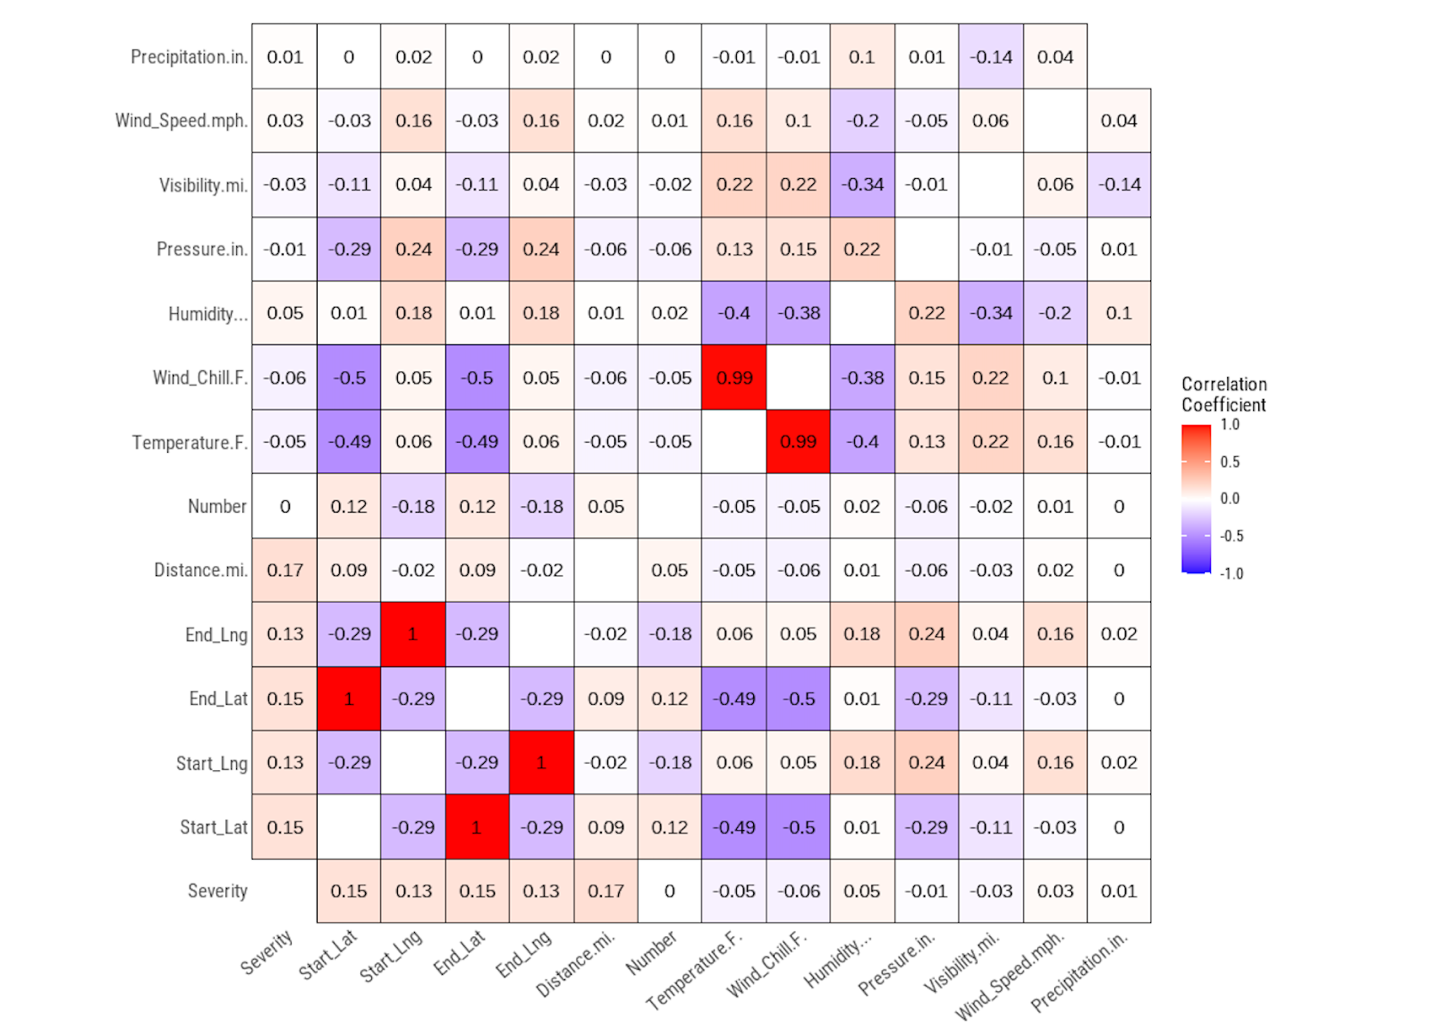 Precipitation.in. 0.01 0 0.02 0 0.02 0 0 -0.01 -0.01 0.1 0.01 -0.14 0.04
Wind_Speed.mph. 0.03 -0.03 0.16 -0.03 0.16 0.02 0.01 0.16 0.1 -0.2 -0.05 0.06 0.04
Visibility.mi. -0.03 -0.11 0.04 -0.11 0.04 -0.03 -0.02 0.22 0.22 -0.34 -0.01 0.06 -0.14
Pressure.in. -0.01 -0.29 0.24 -0.29 0.24 -0.06 -0.06 0.13 0.15 0.22 -0.01 -0.05 0.01
Humidity... 0.05 0.01 0.18 0.01 0.18 0.01 0.02 -0.4 -0.38 0.22 -0.34 -0.2 0.1
Wind_Chill.F. -0.06 -0.5 0.05 -0.5 0.05 -0.06 -0.05 0.99 -0.38 0.15 0.22 0.1 -0.01
Temperature.F. -0.05 -0.49 0.06 -0.49 0.06 -0.05 -0.05 0.99 -0.4 0.13 0.22 0.16 -0.01
Number 0 0.12 -0.18 0.12 -0.18 0.05 -0.05 -0.05 0.02 -0.06 -0.02 0.01 0
Distance.mi. 0.17 0.09 -0.02 0.09 -0.02 0.05 -0.05 -0.06 0.01 -0.06 -0.03 0.02 0
End_Lng 0.13 -0.29 1 -0.29 -0.02 -0.18 0.06 0.05 0.18 0.24 0.04 0.16 0.02
End_Lat 0.15 1 -0.29 -0.29 0.09 0.12 -0.49 -0.5 0.01 -0.29 -0.11 -0.03 0
Start_Lng 0.13 -0.29 -0.29 1 -0.02 -0.18 0.06 0.05 0.18 0.24 0.04 0.16 0.02
Start_Lat 0.15 -0.29 1 -0.29 0.09 0.12 -0.49 -0.5 0.01 -0.29 -0.11 -0.03 0
Severity 0.15 0.13 0.15 0.13 0.17 0 -0.05 -0.06 0.05 -0.01 -0.03 0.03 0.01
Severity Start_Lat Start_Lng End_Lat End_Lng Distance.mi. Number Temperature.F. Wind_Chill.F. Humidity... Pressure.in. Visibility.mi. Wind_Speed.mph. Precipitation.in.
Correlation
Coefficient
1.0
0.5
0.0
-0.5
-1.0